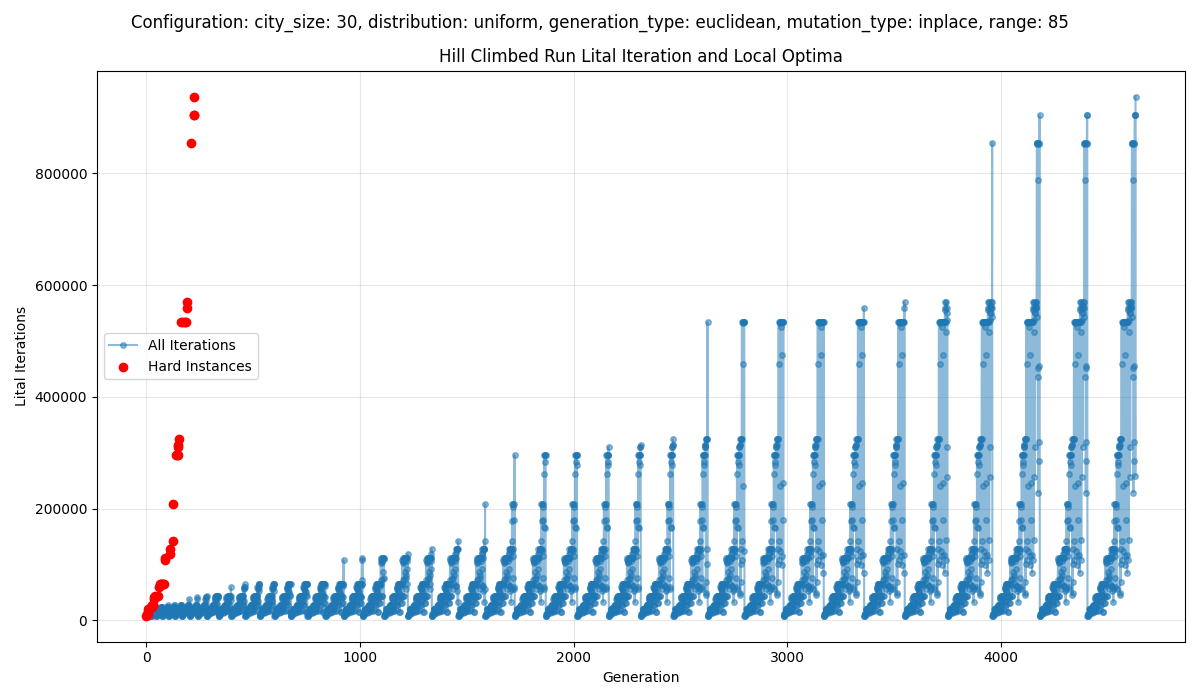 Configuration: city_size: 30, distribution: uniform, generation_type: euclidean, mutation_type: inplace, range: 85
Hill Climbed Run Lital Iteration and Local Optima
Lital Iterations
800000
600000
400000
200000
0
All Iterations
Hard Instances
0 1000 2000 3000 4000
Generation